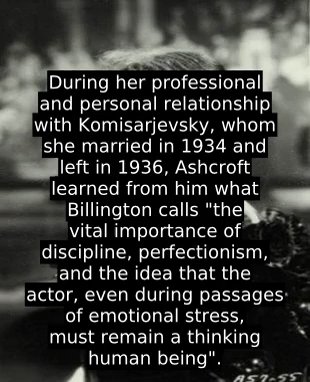 During her professional
and personal relationship
with Komisarjevsky, whom
she married in 1934 and
left in 1936, Ashcroft
learned from him what
Billington calls "the
vital importance of
discipline, perfectionism,
and the idea that the
actor, even during passages
of emotional stress,
must remain a thinking
human being".